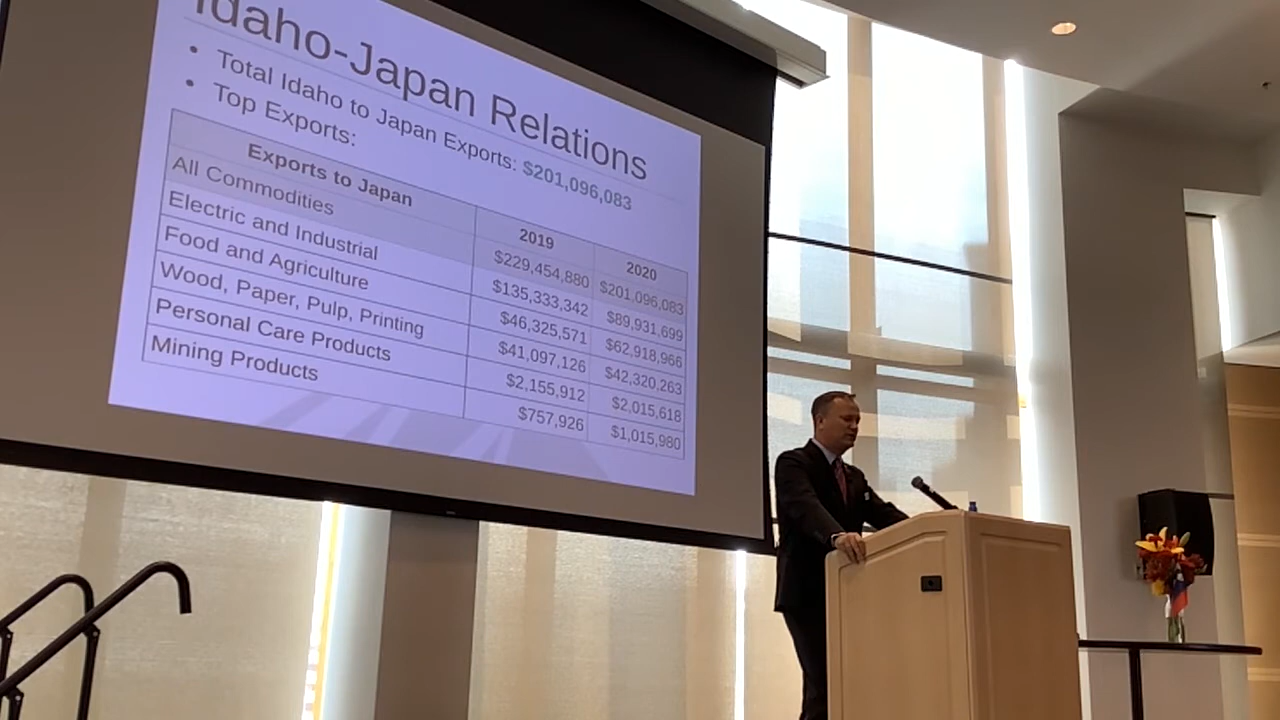 Idaho-Japan Relations
• Total Idaho to Japan Exports: $201,096,083
• Top Exports:
Exports to Japan 2019 2020
All Commodities $229,454,880 $201,096,083
Electric and Industrial $135,333,342 $89,931,699
Food and Agriculture $46,325,571 $62,918,966
Wood, Paper, Pulp, Printing $41,097,126 $42,320,263
Personal Care Products $2,155,912 $2,015,618
Mining Products $757,926 $1,015,980